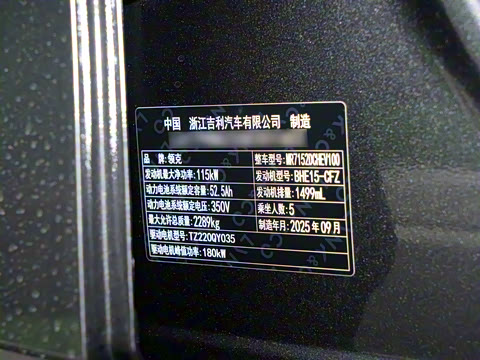 中国 浙江吉利汽车有限公司 制造
品 牌:领克 整车型号:MR7152DCHEV100
发动机最大净功率:115kW 发动机型号:BHE15-CFZ
动力电池系统额定容量:52.5Ah 发动机排量:1499mL
动力电池系统额定电压:350V 乘坐人数:5
最大允许总质量:2289kg 制造年月:2025年09月
驱动电机型号:TZ220QY035
驱动电机峰值功率:180kW